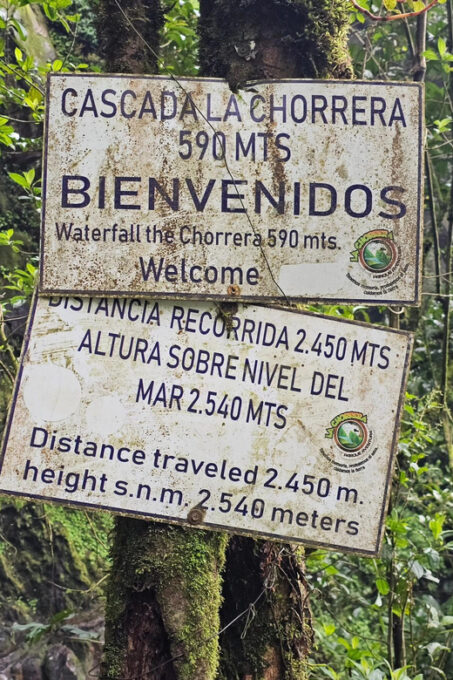 CASCADA LA CHORRERA
590 MTS
BIENVENIDOS
Waterfall the Chorrera 590 mts.
Welcome
DISTANCIA RECORRIDA 2.450 MTS
ALTURA SOBRE NIVEL DEL
MAR 2.540 MTS
Distance traveled 2.450 m.
height s.n.m. 2.540 meters